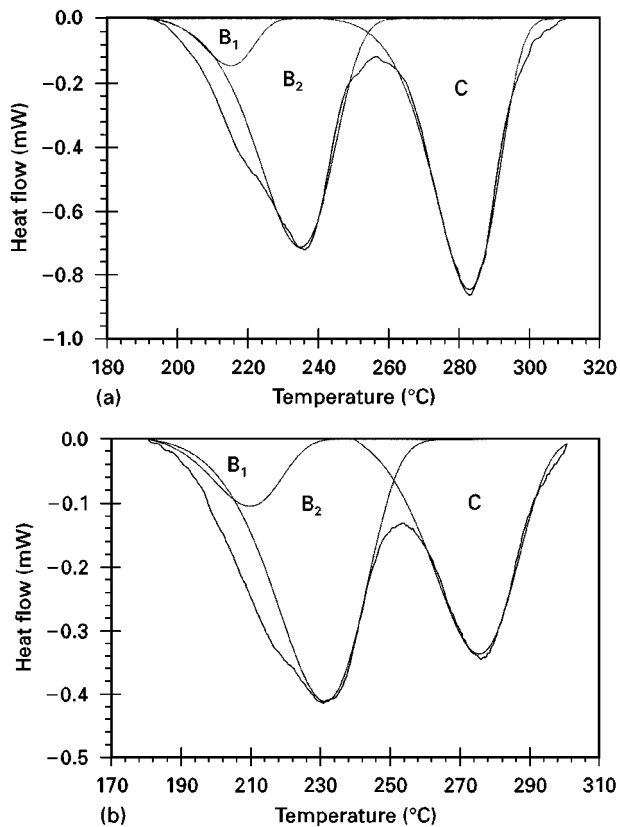 0.0
−0.2
−0.4
−0.6
−0.8
−1.0
Heat flow (mW)
B₁
B₂
C
180 200 220 240 260 280 300 320
(a) Temperature (°C)
0.0
−0.1
−0.2
−0.3
−0.4
−0.5
Heat flow (mW)
B₁
B₂
C
170 190 210 230 250 270 290 310
(b) Temperature (°C)